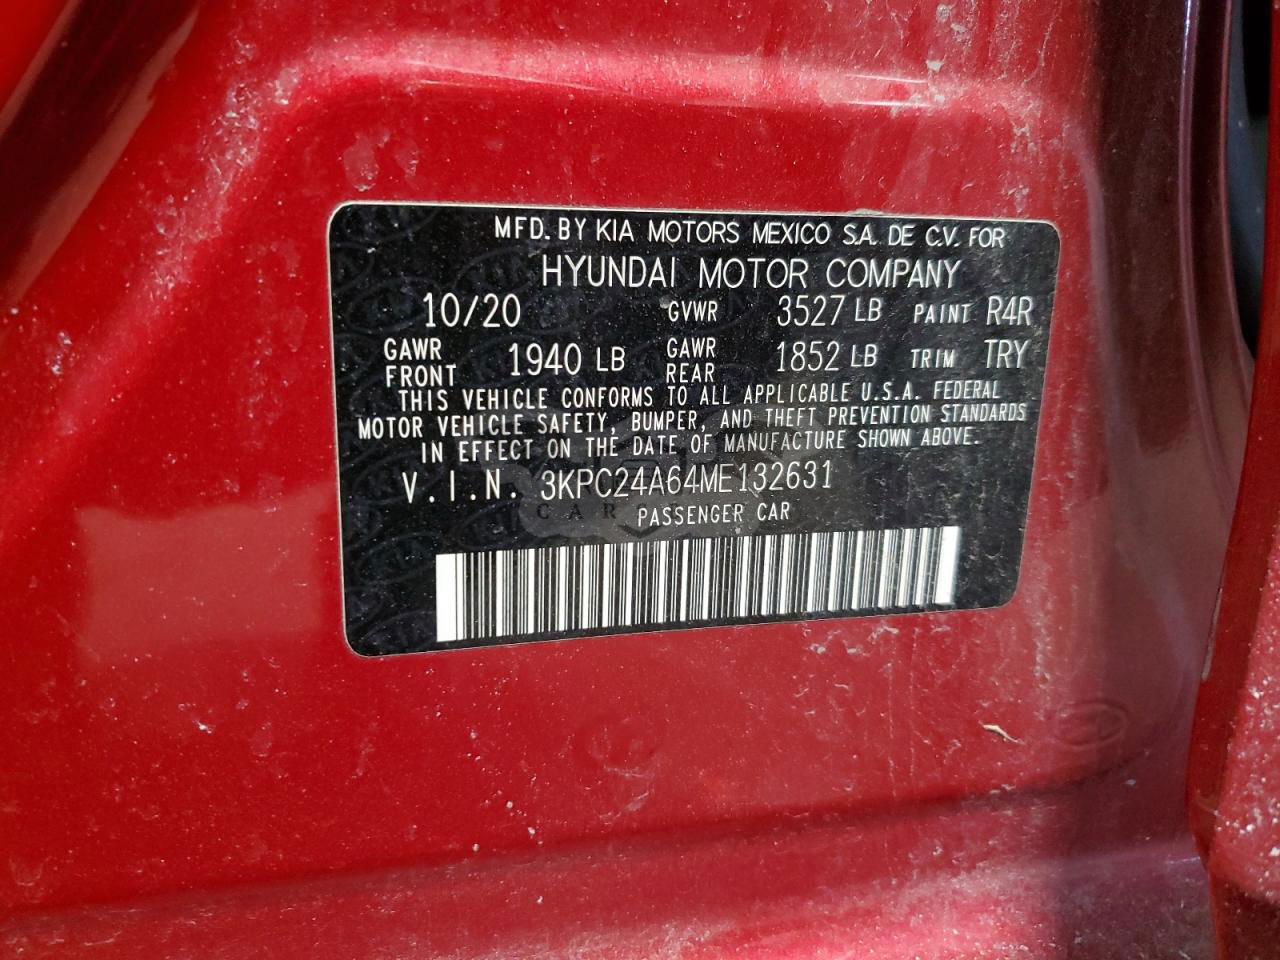 MFD. BY KIA MOTORS MEXICO S.A. DE C.V. FOR
HYUNDAI MOTOR COMPANY
10/20 GVWR 3527 LB PAINT R4R
GAWR FRONT 1940 LB GAWR REAR 1852 LB TRIM TRY
THIS VEHICLE CONFORMS TO ALL APPLICABLE U.S.A. FEDERAL
MOTOR VEHICLE SAFETY, BUMPER, AND THEFT PREVENTION STANDARDS
IN EFFECT ON THE DATE OF MANUFACTURE SHOWN ABOVE.
V.I.N. 3KPC24A64ME132631
CAR
PASSENGER CAR